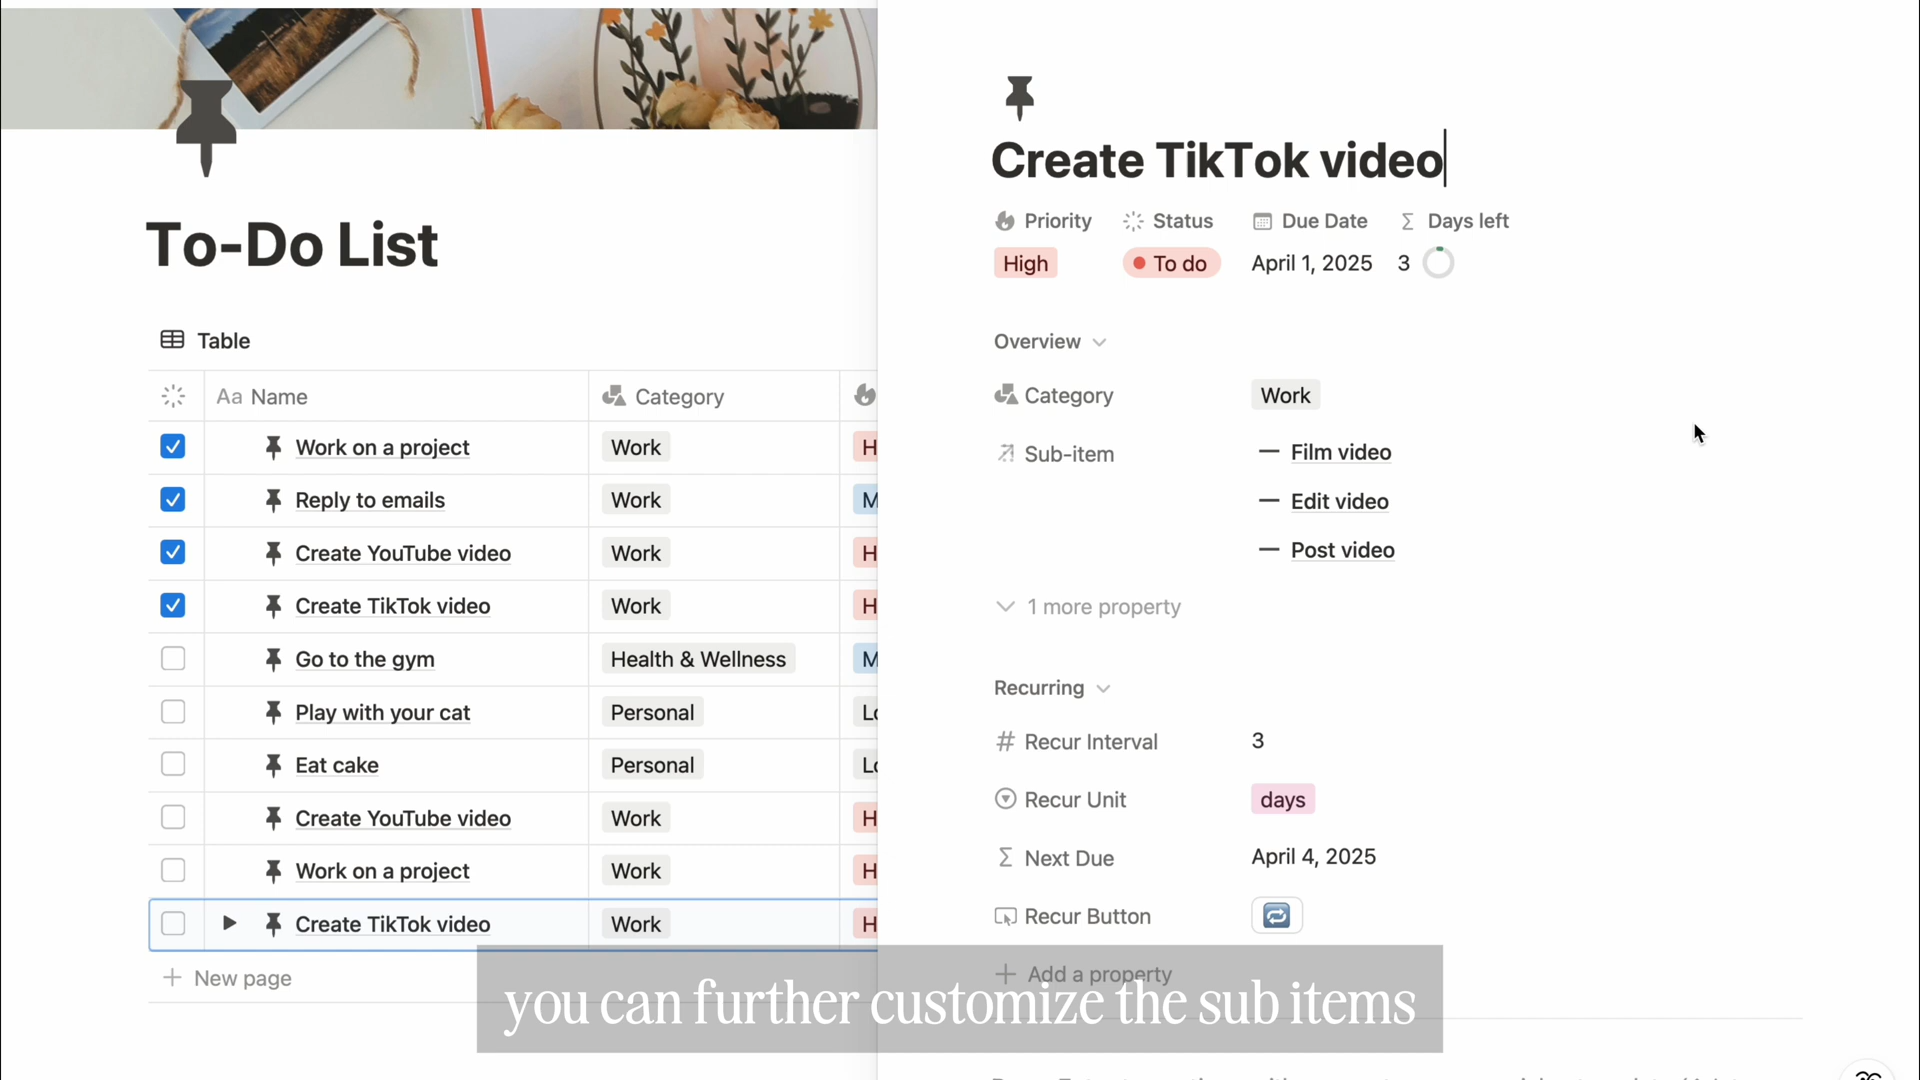 To-Do List
Table
Aa Name Category
Work on a project Work H
Reply to emails Work M
Create YouTube video Work H
Create TikTok video Work H
Go to the gym Health & Wellness M
Play with your cat Personal Lo
Eat cake Personal Lo
Create YouTube video Work H
Work on a project Work H
Create TikTok video Work H
+ New page
Create TikTok video
Priority Status Due Date Σ Days left
High To do April 1, 2025 3
Overview
Category Work
Sub-item — Film video
— Edit video
— Post video
1 more property
Recurring
# Recur Interval 3
Recur Unit days
Σ Next Due April 4, 2025
Recur Button
+ Add a property
you can further customize the sub items